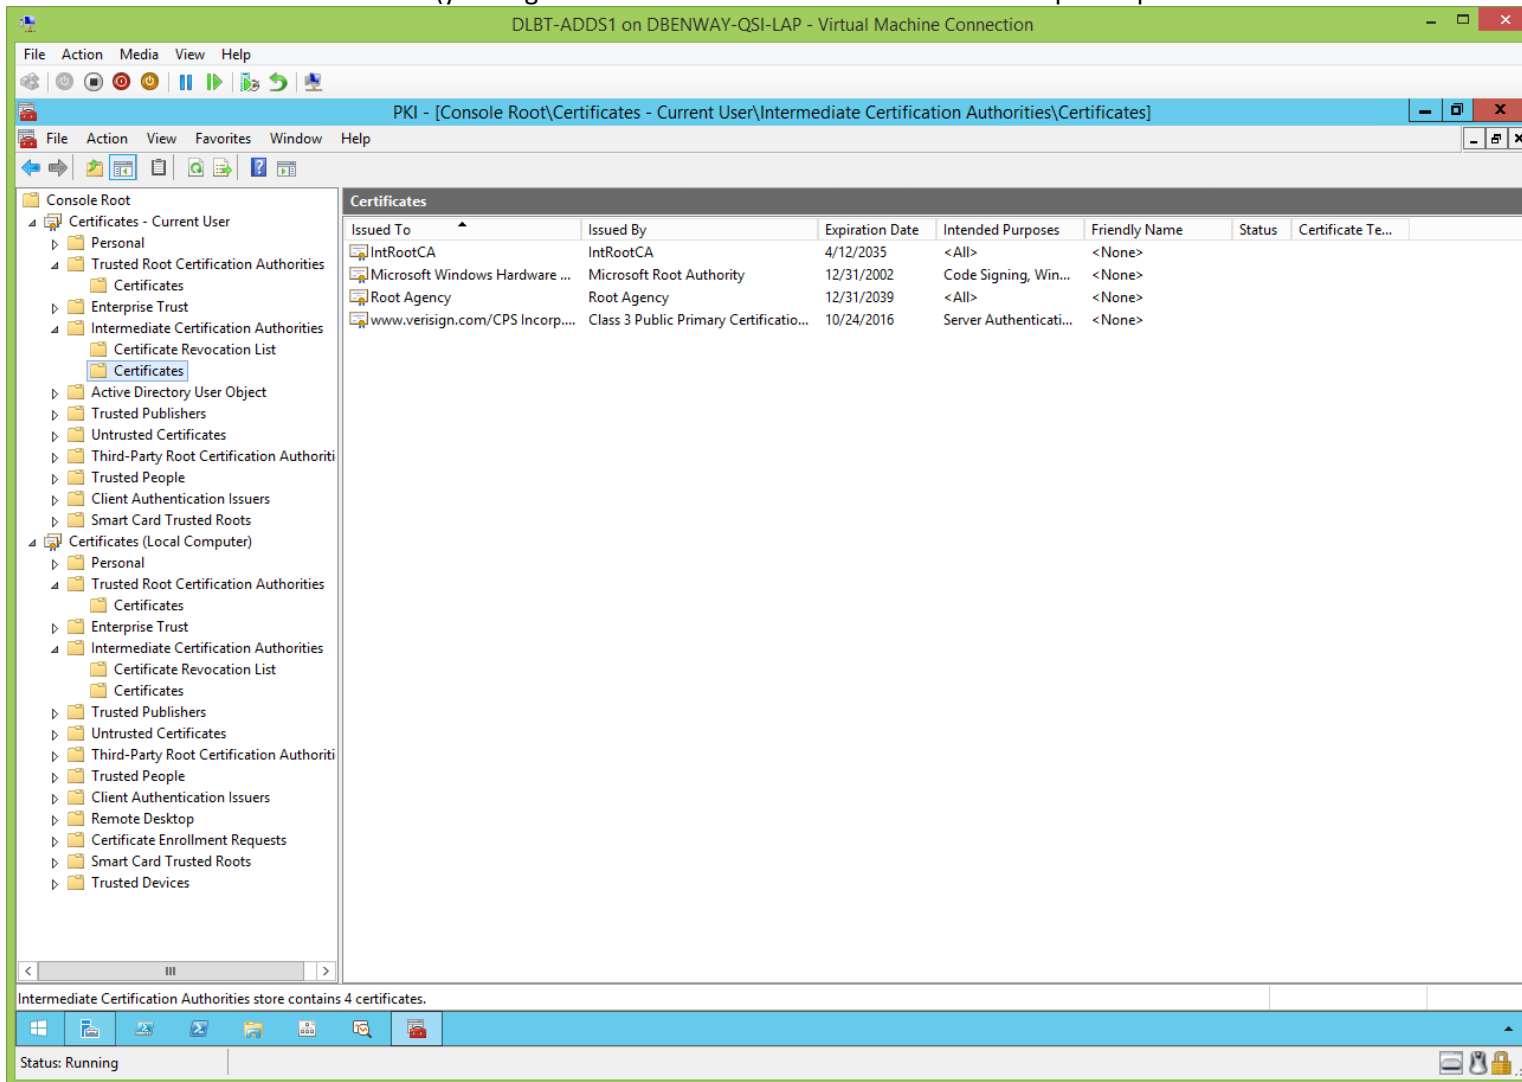 DLBT-ADDS1 on DBENWAY-QSI-LAP - Virtual Machine Connection
File Action Media View Help
PKI - [Console Root\Certificates - Current User\Intermediate Certification Authorities\Certificates]
File Action View Favorites Window Help
Console Root
Certificates - Current User
Personal
Trusted Root Certification Authorities
Certificates
Enterprise Trust
Intermediate Certification Authorities
Certificate Revocation List
Certificates
Active Directory User Object
Trusted Publishers
Untrusted Certificates
Third-Party Root Certification Authoriti
Trusted People
Client Authentication Issuers
Smart Card Trusted Roots
Certificates (Local Computer)
Personal
Trusted Root Certification Authorities
Certificates
Enterprise Trust
Intermediate Certification Authorities
Certificate Revocation List
Certificates
Trusted Publishers
Untrusted Certificates
Third-Party Root Certification Authoriti
Trusted People
Client Authentication Issuers
Remote Desktop
Certificate Enrollment Requests
Smart Card Trusted Roots
Trusted Devices
Certificates
Issued To Issued By Expiration Date Intended Purposes Friendly Name Status Certificate Te...
IntRootCA IntRootCA 4/12/2035 <All> <None>
Microsoft Windows Hardware ... Microsoft Root Authority 12/31/2002 Code Signing, Win... <None>
Root Agency Root Agency 12/31/2039 <All> <None>
www.verisign.com/CPS Incorp.... Class 3 Public Primary Certificatio... 10/24/2016 Server Authenticati... <None>
Intermediate Certification Authorities store contains 4 certificates.
Status: Running